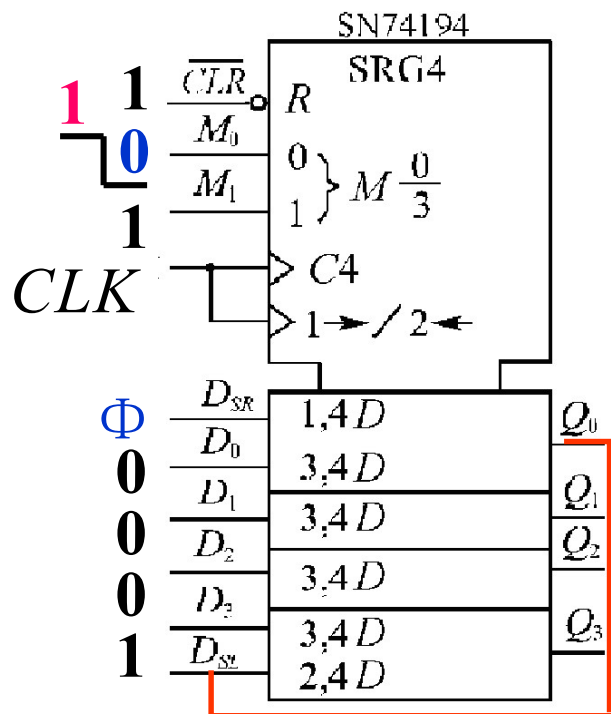 SN74194
SRG4
1 1 CLR R
0 M0 0
M 0/3
1 M1 1
CLK C4
1→/2←
Φ DSR 1,4D Q0
0 D0 3,4D
0 D1 3,4D Q1
0 D2 3,4D Q2
1 D3 3,4D Q3
DSL 2,4D